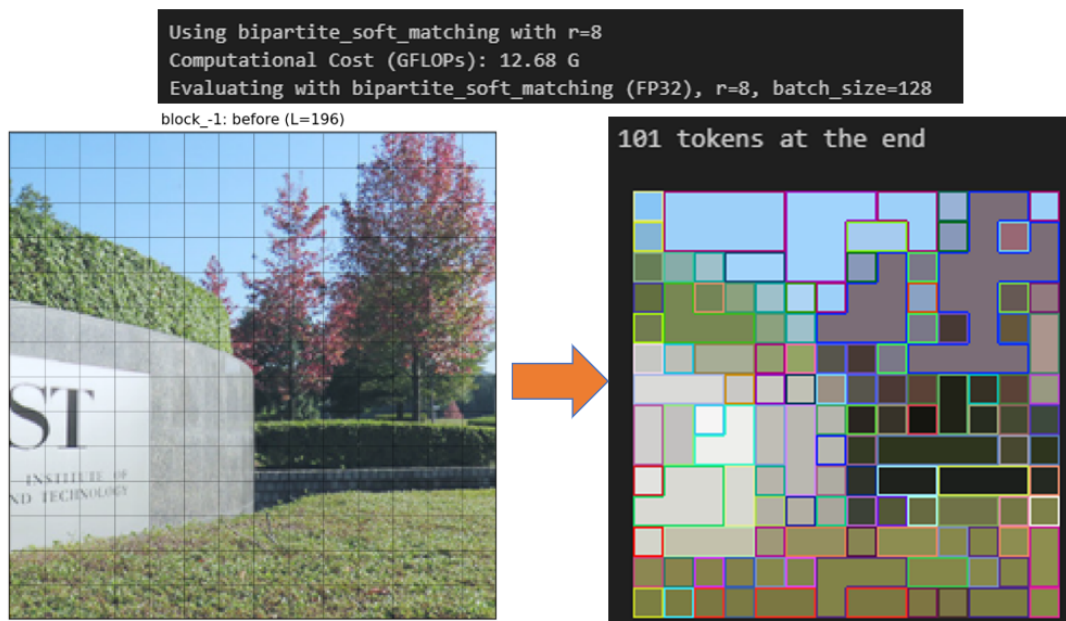 Using bipartite_soft_matching with r=8
Computational Cost (GFLOPs): 12.68 G
Evaluating with bipartite_soft_matching (FP32), r=8, batch_size=128
block_-1: before (L=196)
101 tokens at the end
ST
INSTITUTE OF
ND TECHNOLOGY